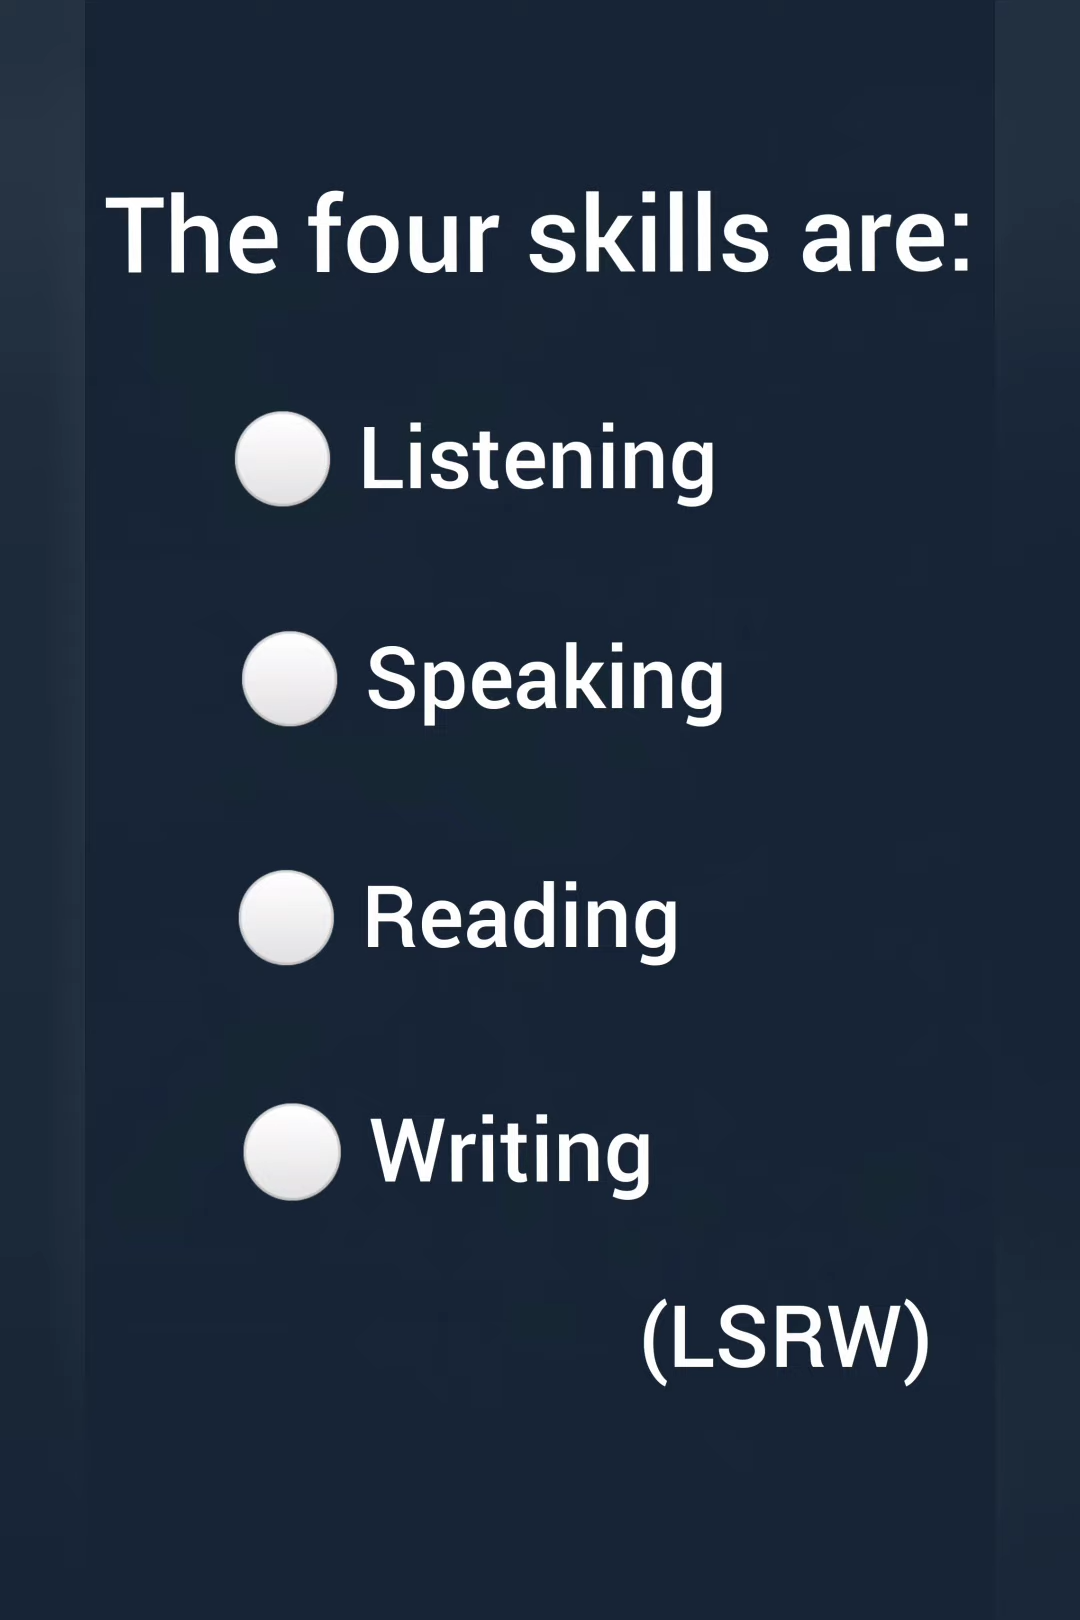 The four skills are:
Listening
Speaking
Reading
Writing
(LSRW)